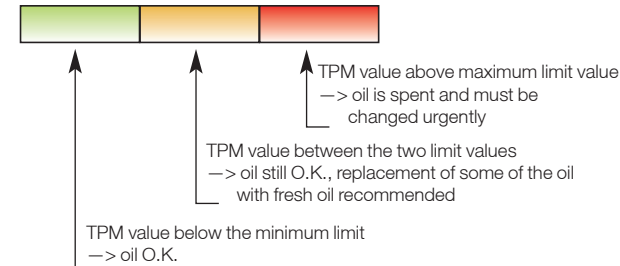 TPM value above maximum limit value
—> oil is spent and must be
changed urgently
TPM value between the two limit values
—> oil still O.K., replacement of some of the oil
with fresh oil recommended
TPM value below the minimum limit
—> oil O.K.